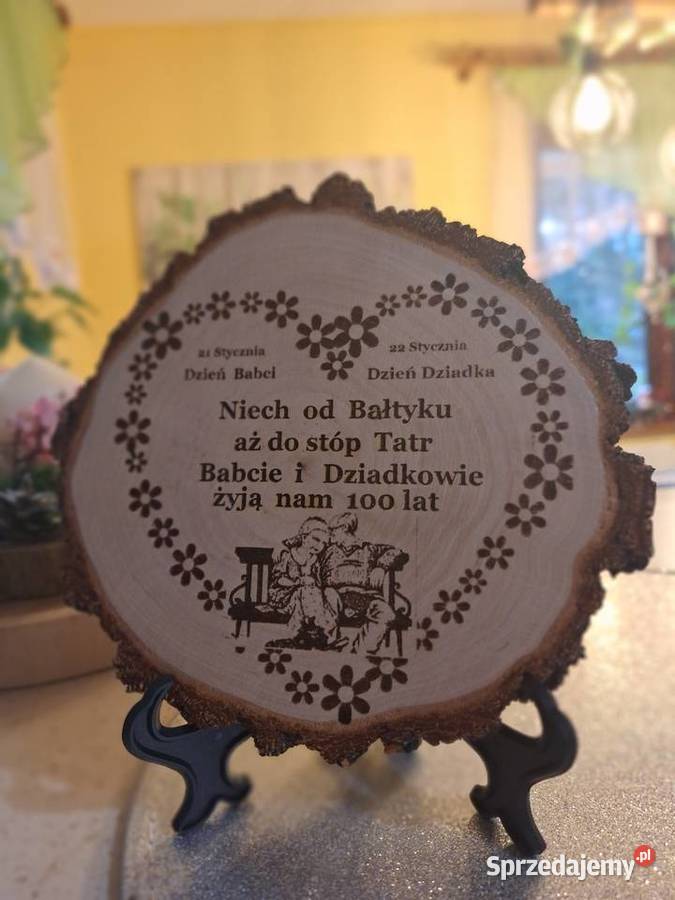 21 Stycznia
Dzień Babci
22 Stycznia
Dzień Dziadka
Niech od Bałtyku
aż do stóp Tatr
Babcie i Dziadkowie
żyją nam 100 lat
Sprzedajemy.pl